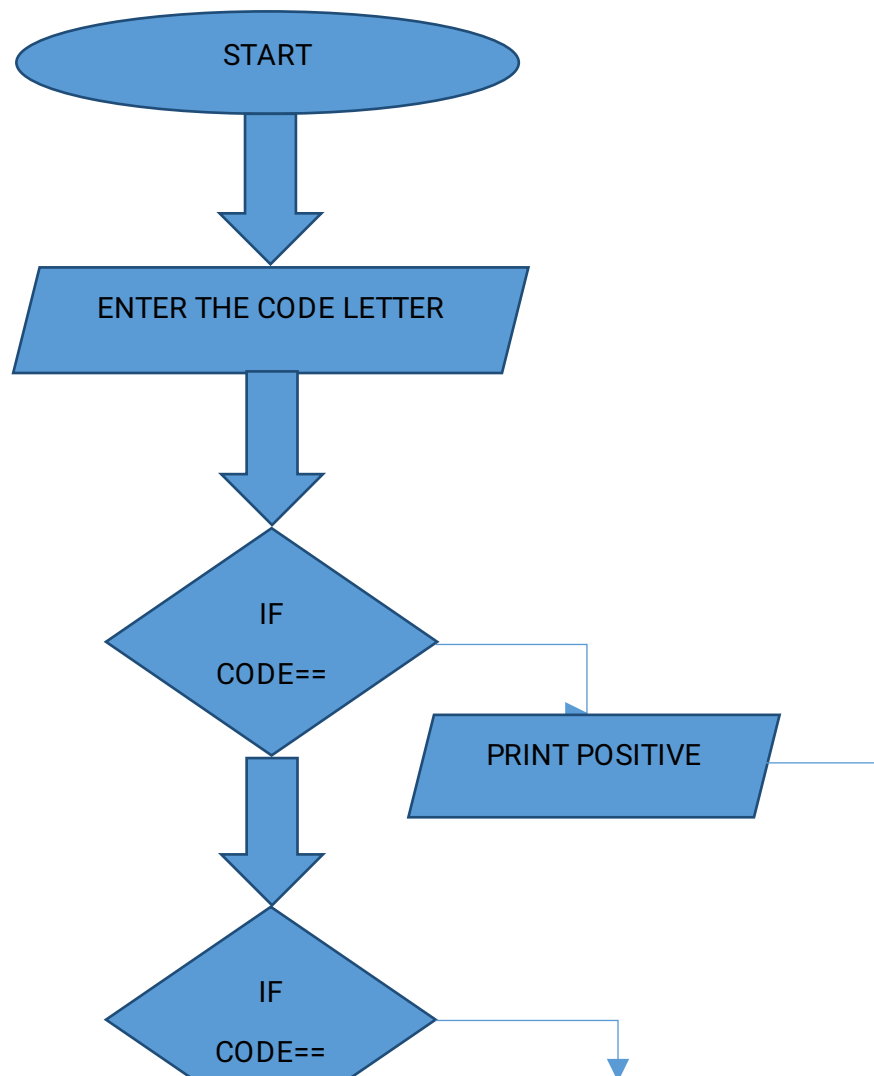 START
ENTER THE CODE LETTER
IF
CODE==
PRINT POSITIVE
IF
CODE==